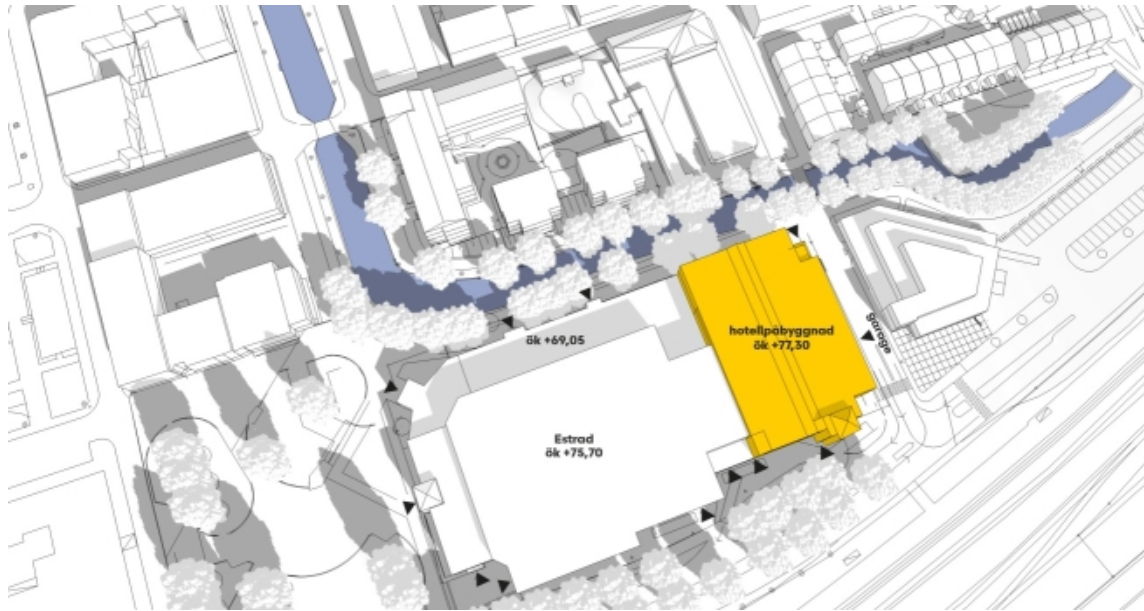 ök +69,05
hotellpåbyggnad
ök +77,30
garage
Estrad
ök +75,70